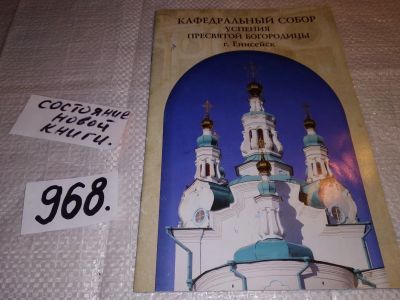 КАФЕДРАЛЬНЫЙ СОБОР
УСПЕНИЯ
ПРЕСВЯТОЙ БОГОРОДИЦЫ
г. Енисейск
состояние
новой
книги.
968.